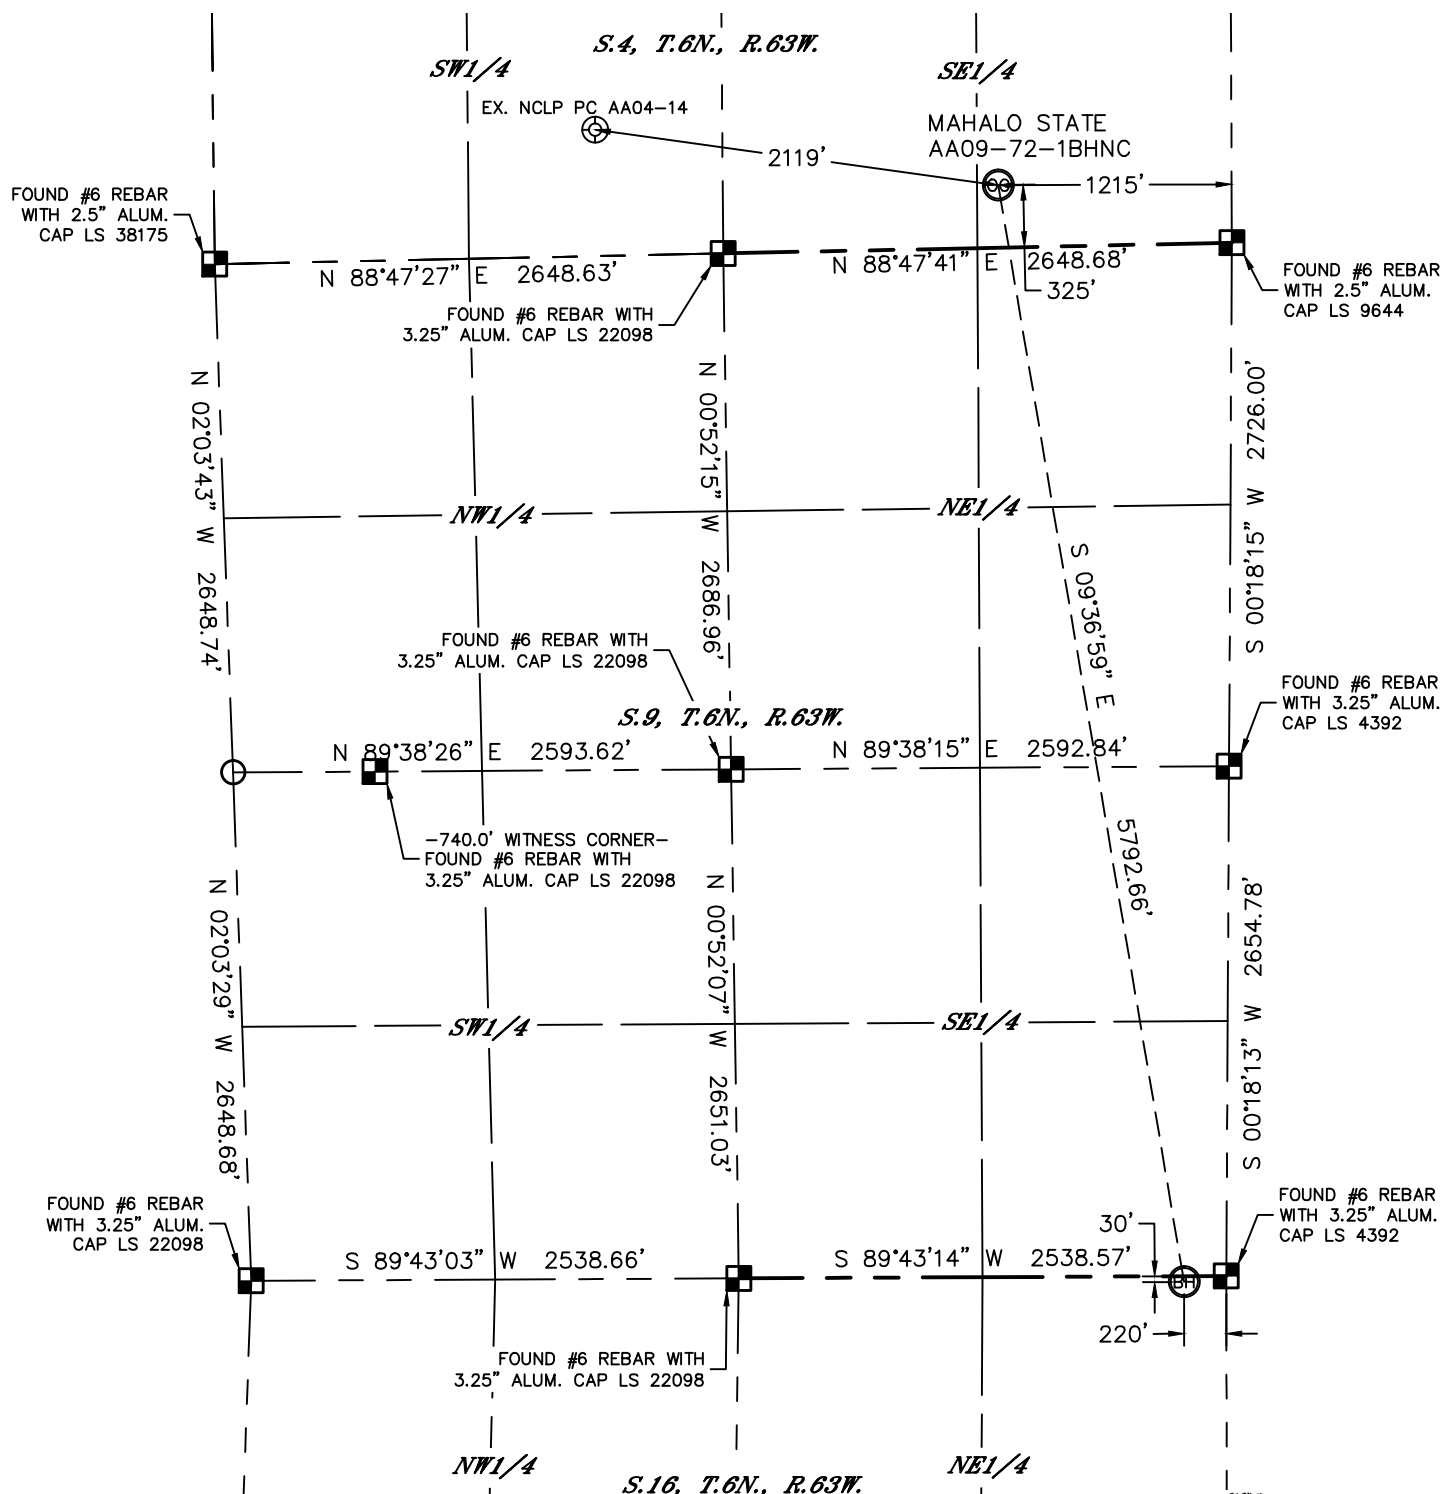 S.4, T.6N., R.63W.
SW1/4
SE1/4
EX. NCLP PC AA04-14
MAHALO STATE
AA09-72-1BHNC
2119'
1215'
FOUND #6 REBAR
WITH 2.5" ALUM.
CAP LS 38175
N 88°47'27" E 2648.63'
N 88°47'41" E 2648.68'
325'
FOUND #6 REBAR
WITH 2.5" ALUM.
CAP LS 9644
FOUND #6 REBAR WITH
3.25" ALUM. CAP LS 22098
N 02°03'43" W 2648.74'
N 00°52'15" W 2686.96'
S 00°18'15" W 2726.00'
NW1/4
NE1/4
S 09°36'59" E 5792.66'
FOUND #6 REBAR WITH
3.25" ALUM. CAP LS 22098
S.9, T.6N., R.63W.
FOUND #6 REBAR
WITH 3.25" ALUM.
CAP LS 4392
N 89°38'26" E 2593.62'
N 89°38'15" E 2592.84'
-740.0' WITNESS CORNER-
FOUND #6 REBAR WITH
3.25" ALUM. CAP LS 22098
N 02°03'29" W 2648.68'
N 00°52'07" W 2651.03'
S 00°18'13" W 2654.78'
SW1/4
SE1/4
FOUND #6 REBAR
WITH 3.25" ALUM.
CAP LS 22098
FOUND #6 REBAR
WITH 3.25" ALUM.
CAP LS 4392
30'
S 89°43'03" W 2538.66'
S 89°43'14" W 2538.57'
BH
220'
FOUND #6 REBAR WITH
3.25" ALUM. CAP LS 22098
NW1/4
NE1/4
S.16, T.6N., R.63W.